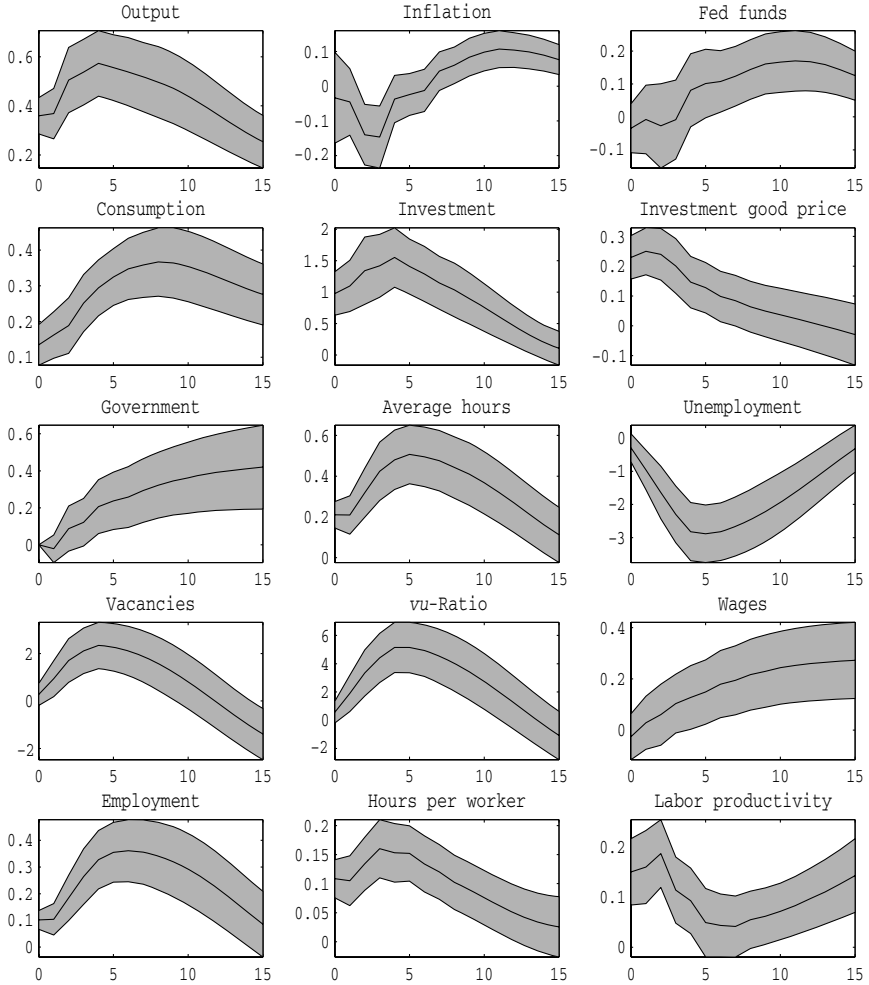 Output Inflation Fed funds
0.6 0.1 0.2
0 0.1
0.4 −0.1 0
0.2 −0.2 −0.1
0 5 10 15 0 5 10 15 0 5 10 15
Consumption Investment Investment good price
0.4 2 0.3
1.5 0.2
0.3 1 0.1
0.2 0.5 0
0.1 0 −0.1
0 5 10 15 0 5 10 15 0 5 10 15
Government Average hours Unemployment
0.6 0.6 0
0.4 0.4 −1
0.2 0.2 −2
0 0 −3
0 5 10 15 0 5 10 15 0 5 10 15
Vacancies vu-Ratio Wages
2 6 0.4
4
0 2 0.2
0
−2 −2 0
0 5 10 15 0 5 10 15 0 5 10 15
Employment Hours per worker Labor productivity
0.4 0.2 0.2
0.3 0.15
0.2 0.1 0.1
0.1 0.05
0 0 0
0 5 10 15 0 5 10 15 0 5 10 15